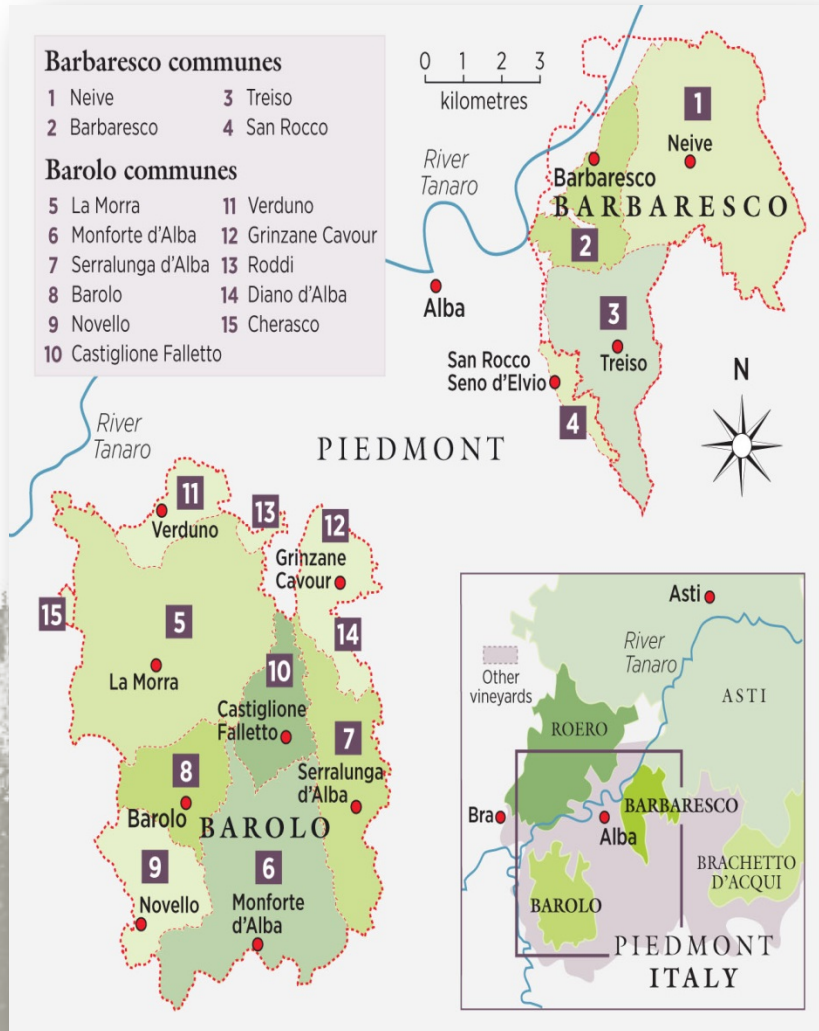 Barbaresco communes
1 Neive
2 Barbaresco
3 Treiso
4 San Rocco
Barolo communes
5 La Morra
6 Monforte d'Alba
7 Serralunga d'Alba
8 Barolo
9 Novello
10 Castiglione Falletto
11 Verduno
12 Grinzane Cavour
13 Roddi
14 Diano d'Alba
15 Cherasco
0 1 2 3
kilometres
River
Tanaro
1
Neive
Barbaresco
BARBARESCO
2
Alba
3
Treiso
San Rocco
Seno d'Elvio
4
N
River
Tanaro
PIEDMONT
11
Verduno
13
12
Grinzane
Cavour
15
5
La Morra
14
10
Castiglione
Falletto
7
Serralunga
d'Alba
8
Barolo
BAROLO
9
Novello
6
Monforte
d'Alba
Asti
River
Tanaro
Other
vineyards
ASTI
ROERO
BARBARESCO
Bra
Alba
BRACHETTO
D'ACQUI
BAROLO
PIEDMONT
ITALY